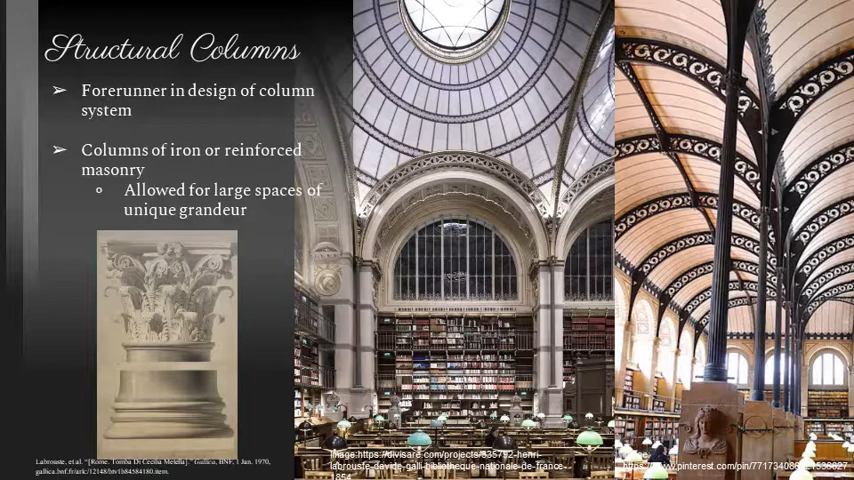 Structural Columns
➢ Forerunner in design of column
system
➢ Columns of iron or reinforced
masonry
○ Allowed for large spaces of
unique grandeur
Labrouste, et al. “[Rome. Tomba Di Cecilia Metella].” Gallica, BNF, 1 Jan. 1970,
gallica.bnf.fr/ark:/12148/btv1b84584180.item.
Image:https://divisare.com/projects/335792-henri-
labrouste-davide-galli-bibliotheque-nationale-de-france-
1854